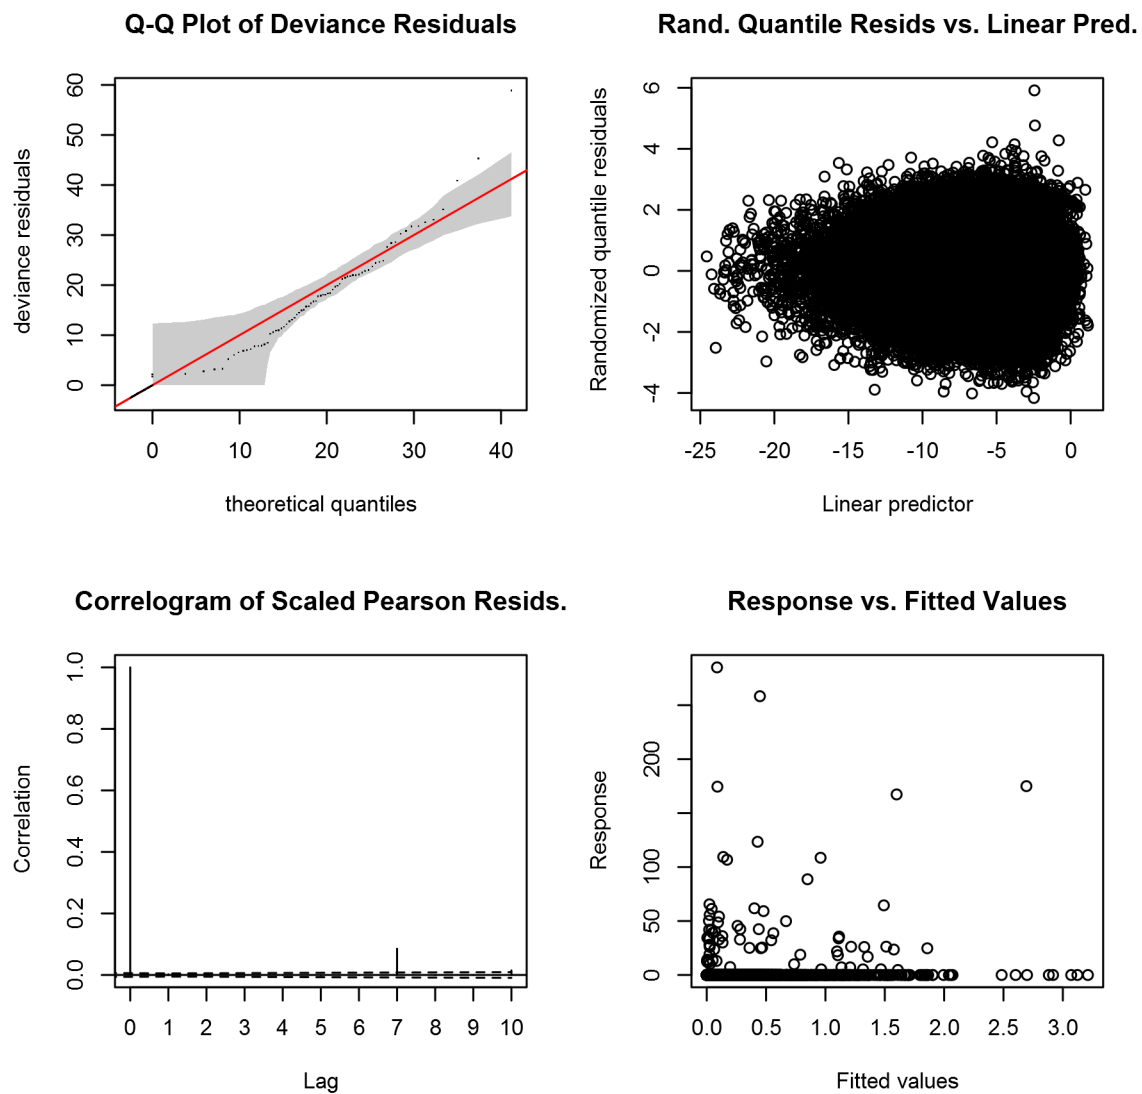 Q-Q Plot of Deviance Residuals
deviance residuals
60
50
40
30
20
10
0
0 10 20 30 40
theoretical quantiles
Rand. Quantile Resids vs. Linear Pred.
Randomized quantile residuals
6
4
2
0
-2
-4
-25 -20 -15 -10 -5 0
Linear predictor
Correlogram of Scaled Pearson Resids.
Correlation
1.0
0.8
0.6
0.4
0.2
0.0
0 1 2 3 4 5 6 7 8 9 10
Lag
Response vs. Fitted Values
Response
200
100
50
0
0.0 0.5 1.0 1.5 2.0 2.5 3.0
Fitted values